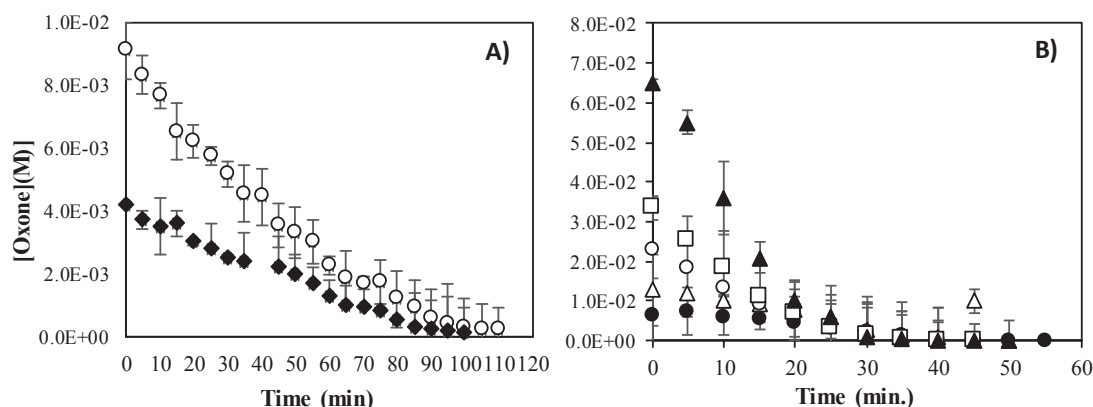 1.0E-02
8.0E-03
6.0E-03
4.0E-03
2.0E-03
0.0E+00
[Oxone](M)]
A)
0 10 20 30 40 50 60 70 80 90 100 110 120
Time (min)
8.0E-02
7.0E-02
6.0E-02
5.0E-02
4.0E-02
3.0E-02
2.0E-02
1.0E-02
0.0E+00
B)
0 10 20 30 40 50 60
Time (min.)